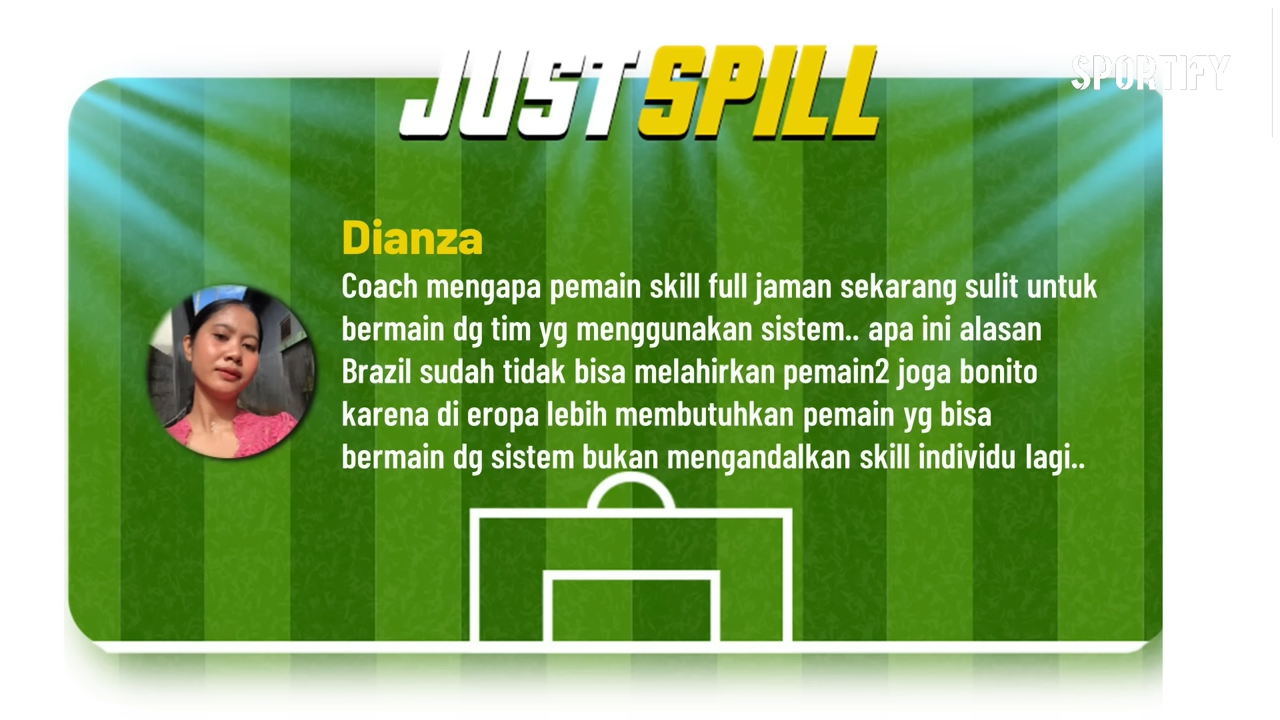 JUST SPILL
SPORTIFY
Dianza
Coach mengapa pemain skill full jaman sekarang sulit untuk
bermain dg tim yg menggunakan sistem.. apa ini alasan
Brazil sudah tidak bisa melahirkan pemain2 joga bonito
karena di eropa lebih membutuhkan pemain yg bisa
bermain dg sistem bukan mengandalkan skill individu lagi..